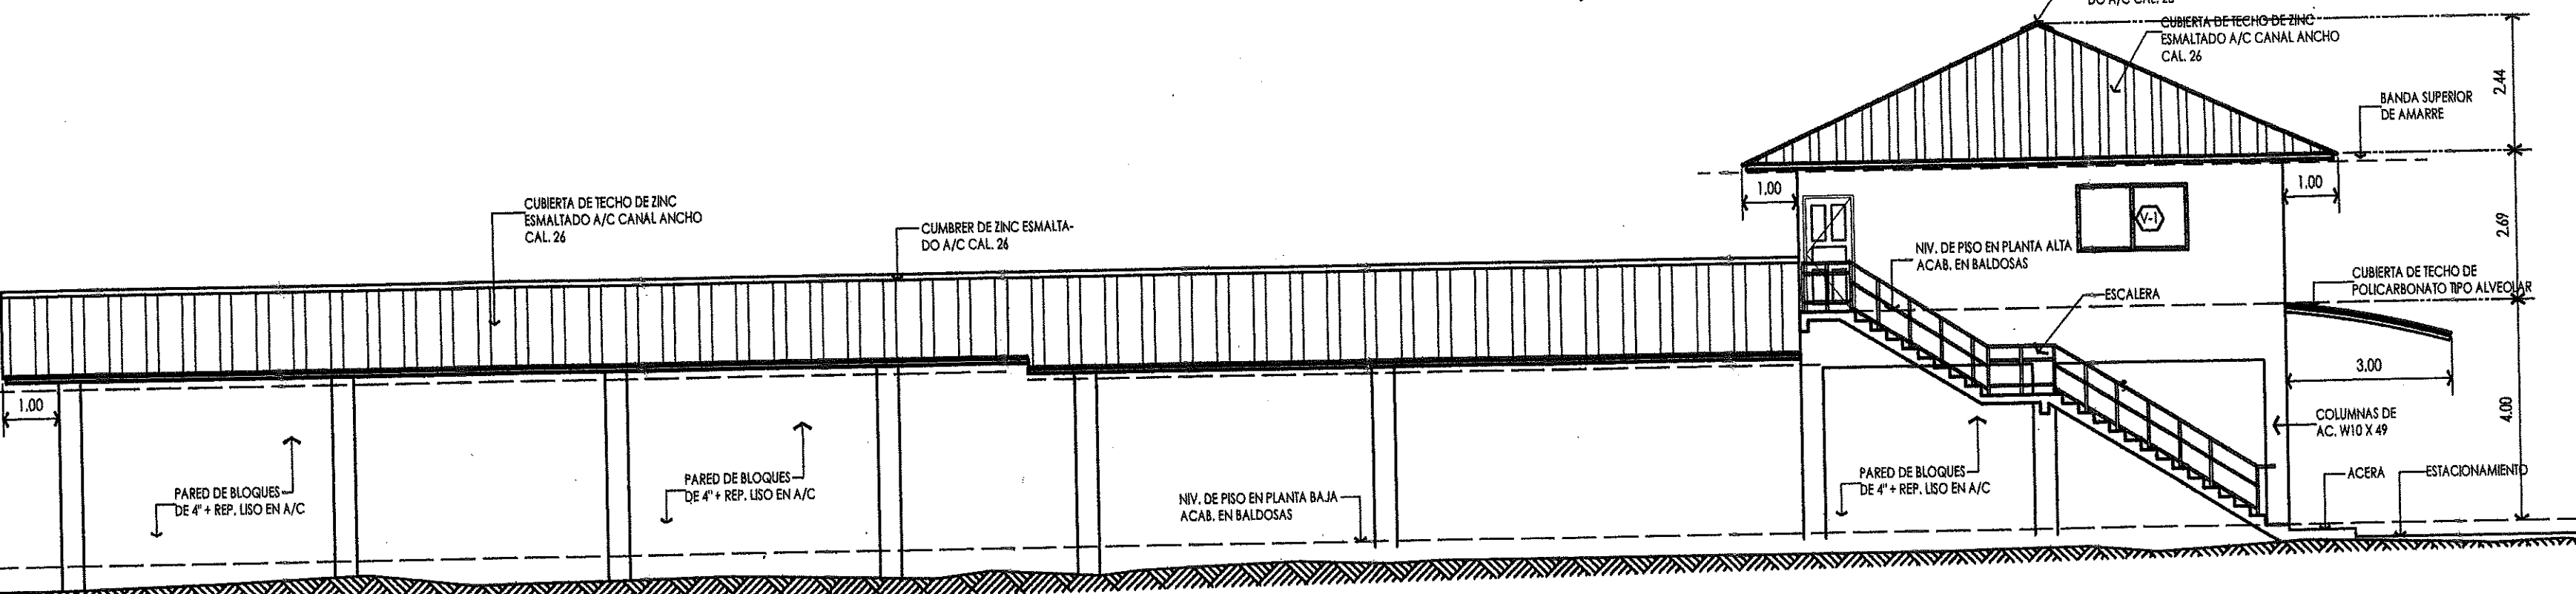 DO A/C CAL. 26
CUBIERTA DE TECHO DE ZINC
ESMALTADO A/C CANAL ANCHO
CAL. 26
2.44
BANDA SUPERIOR
DE AMARRE
1.00
1.00
CUBIERTA DE TECHO DE ZINC
ESMALTADO A/C CANAL ANCHO
CAL. 26
CUMBRER DE ZINC ESMALTA-
DO A/C CAL. 26
V-1
2.69
NIV. DE PISO EN PLANTA ALTA
ACAB. EN BALDOSAS
ESCALERA
CUBIERTA DE TECHO DE
POLICARBONATO TIPO ALVEOLAR
3.00
1.00
4.00
COLUMNAS DE
AC. W10 X 49
PARED DE BLOQUES
DE 4" + REP. LISO EN A/C
PARED DE BLOQUES
DE 4" + REP. LISO EN A/C
NIV. DE PISO EN PLANTA BAJA
ACAB. EN BALDOSAS
PARED DE BLOQUES
DE 4" + REP. LISO EN A/C
ACERA
ESTACIONAMIENTO